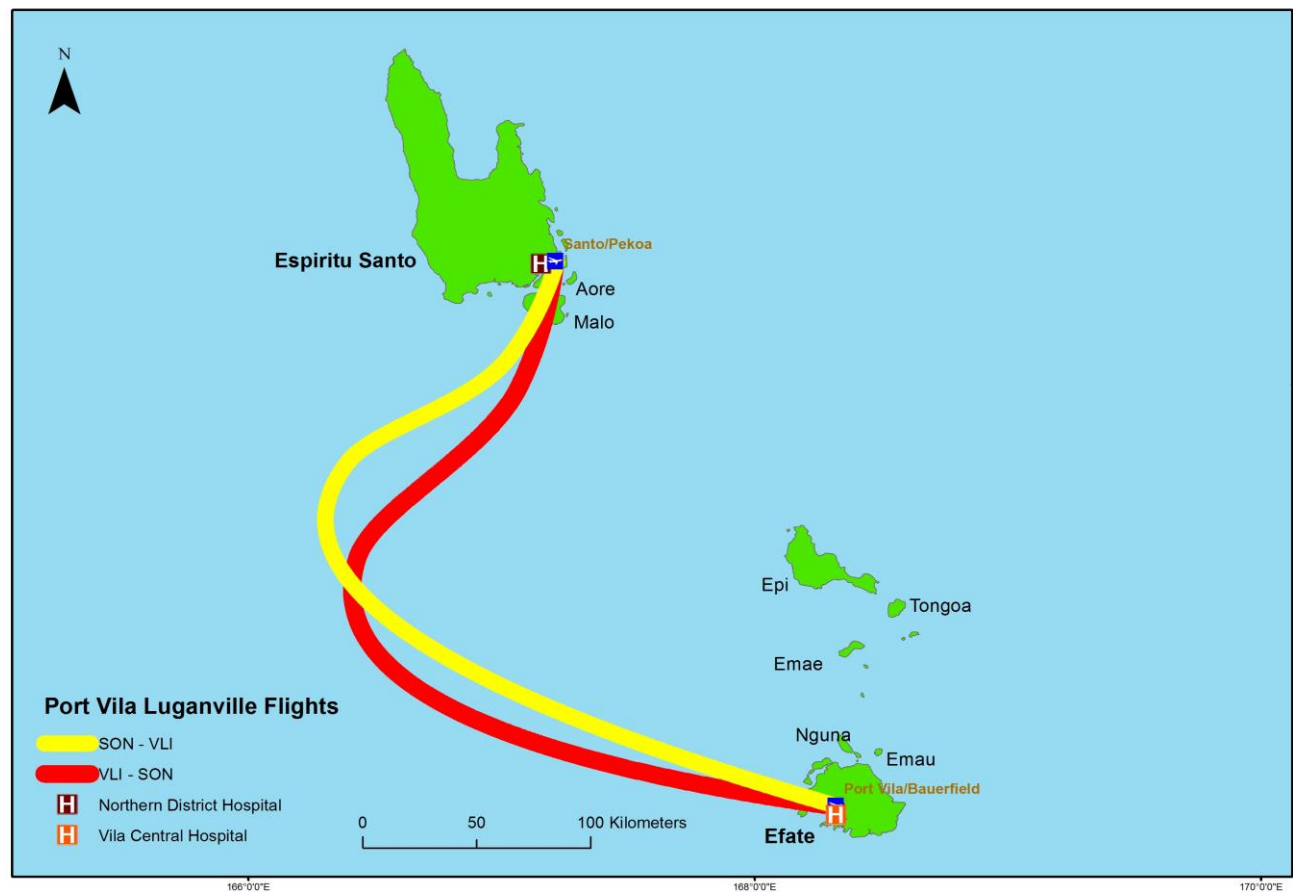 N
Santo/Pekoa
Espiritu Santo
H
Aore
Malo
Epi
Tongoa
Emae
Nguna
Emau
Port Vila/Bauerfield
H
Efate
Port Vila Luganville Flights
SON - VLI
VLI - SON
H Northern District Hospital
H Vila Central Hospital
0 50 100 Kilometers
166°0'0"E 168°0'0"E 170°0'0"E